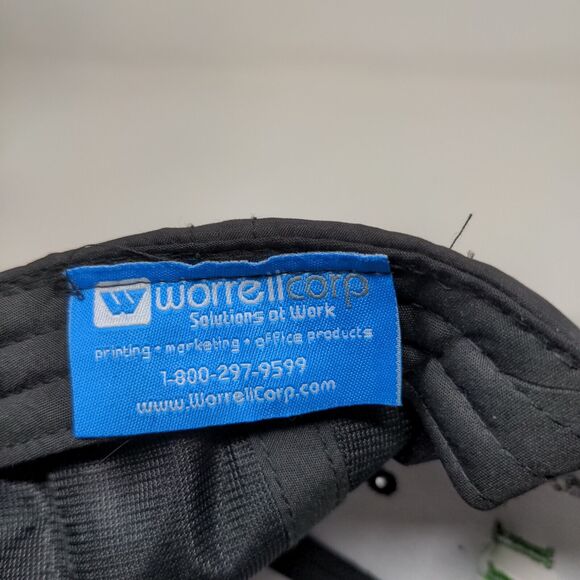 W worrellcorp
Solutions at Work
printing • marketing • office products
1-800-297-9599
www.WorrellCorp.com